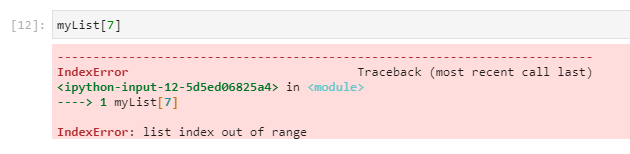 [12]: myList[7]
---------------------------------------------------------------------------
IndexError                                Traceback (most recent call last)
<ipython-input-12-5d5ed06825a4> in <module>
----> 1 myList[7]
IndexError: list index out of range